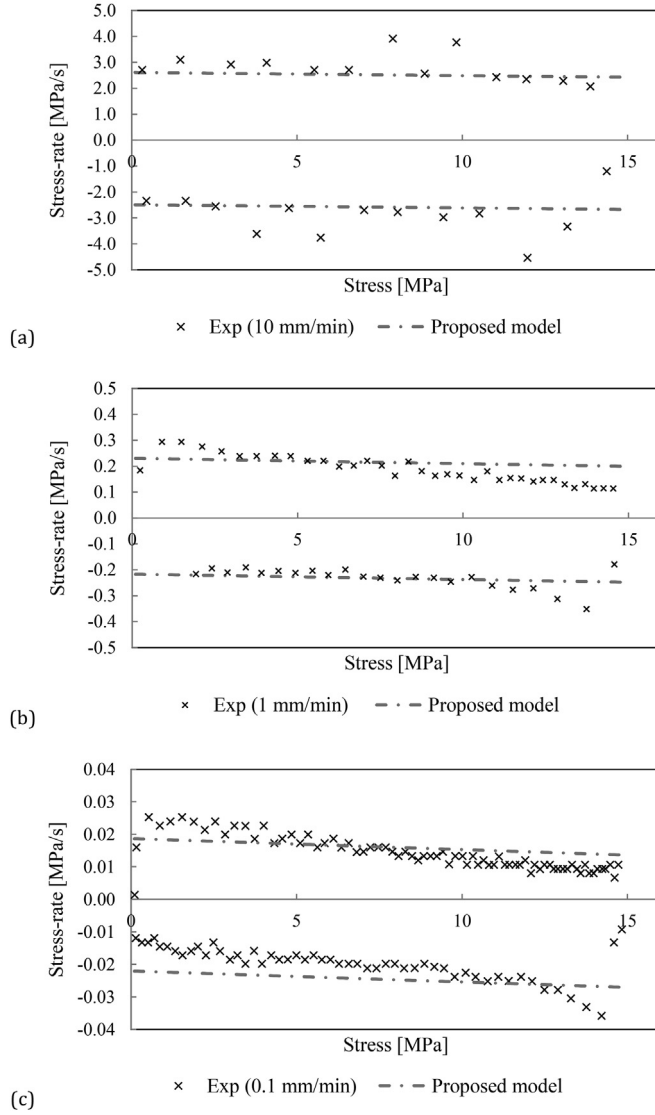 5.0
4.0
3.0
2.0
1.0
0.0
-1.0
-2.0
-3.0
-4.0
-5.0
0
5
10
15
Stress-rate [MPa/s]
Stress [MPa]
Exp (10 mm/min)
Proposed model
(a)
0.5
0.4
0.3
0.2
0.1
0.0
-0.1
-0.2
-0.3
-0.4
-0.5
0
5
10
15
Stress-rate [MPa/s]
Stress [MPa]
Exp (1 mm/min)
Proposed model
(b)
0.04
0.03
0.02
0.01
0.00
-0.01
-0.02
-0.03
-0.04
0
5
10
15
Stress-rate [MPa/s]
Stress [MPa]
Exp (0.1 mm/min)
Proposed model
(c)